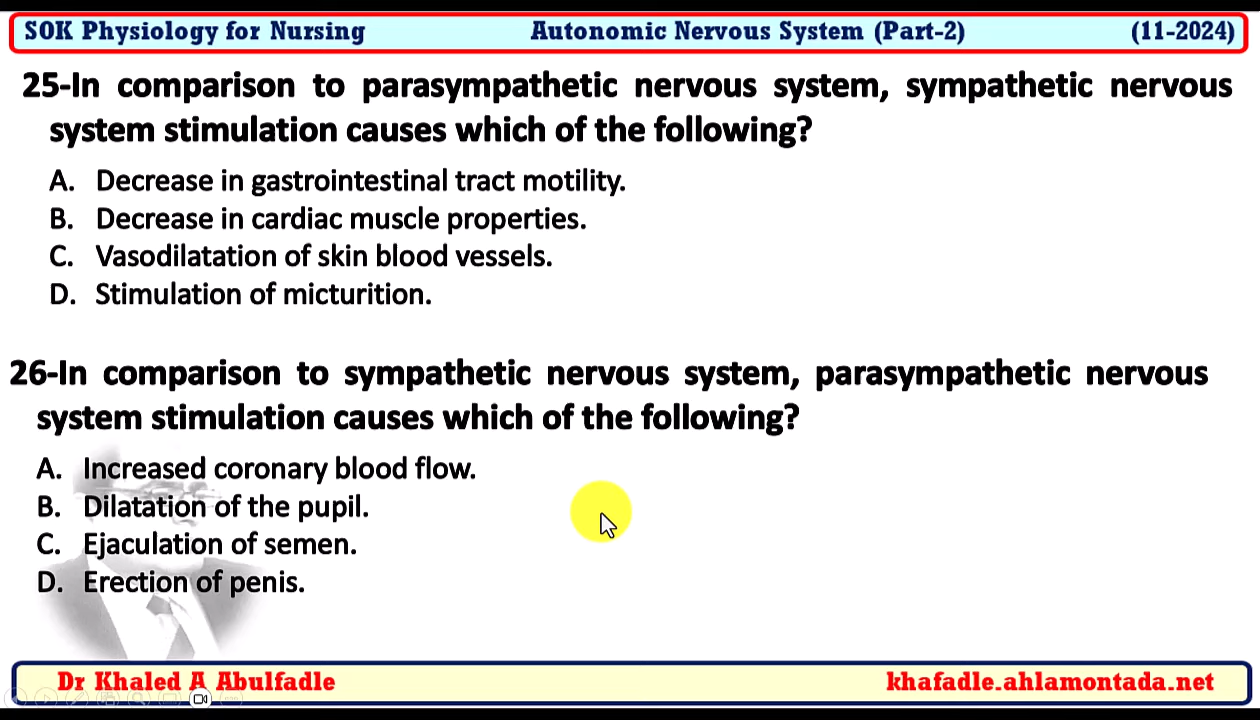 SOK Physiology for Nursing Autonomic Nervous System (Part-2) (11-2024)
25-In comparison to parasympathetic nervous system, sympathetic nervous
system stimulation causes which of the following?
A. Decrease in gastrointestinal tract motility.
B. Decrease in cardiac muscle properties.
C. Vasodilatation of skin blood vessels.
D. Stimulation of micturition.
26-In comparison to sympathetic nervous system, parasympathetic nervous
system stimulation causes which of the following?
A. Increased coronary blood flow.
B. Dilatation of the pupil.
C. Ejaculation of semen.
D. Erection of penis.
Dr Khaled A Abulfadle khafadle.ahlamontada.net